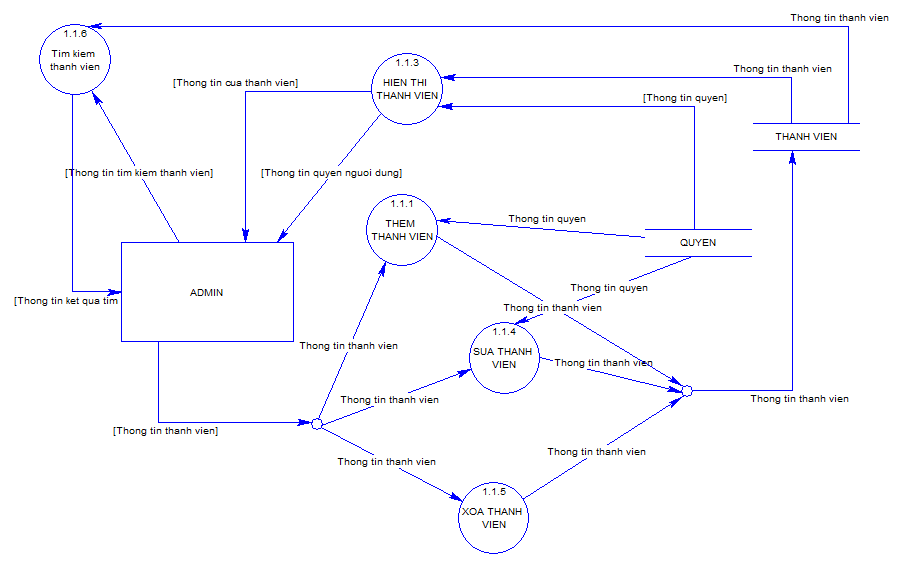 Thong tin thanh vien
1.1.6
Tim kiem
thanh vien
1.1.3
HIEN THI
THANH VIEN
Thong tin thanh vien
[Thong tin cua thanh vien]
[Thong tin quyen]
THANH VIEN
[Thong tin tim kiem thanh vien]
[Thong tin quyen nguoi dung]
1.1.1
THEM
THANH VIEN
Thong tin quyen
QUYEN
ADMIN
[Thong tin ket qua tim
Thong tin quyen
Thong tin thanh vien
1.1.4
SUA THANH
VIEN
Thong tin thanh vien
Thong tin thanh vien
Thong tin thanh vien
Thong tin thanh vien
[Thong tin thanh vien]
Thong tin thanh vien
Thong tin thanh vien
1.1.5
XOA THANH
VIEN